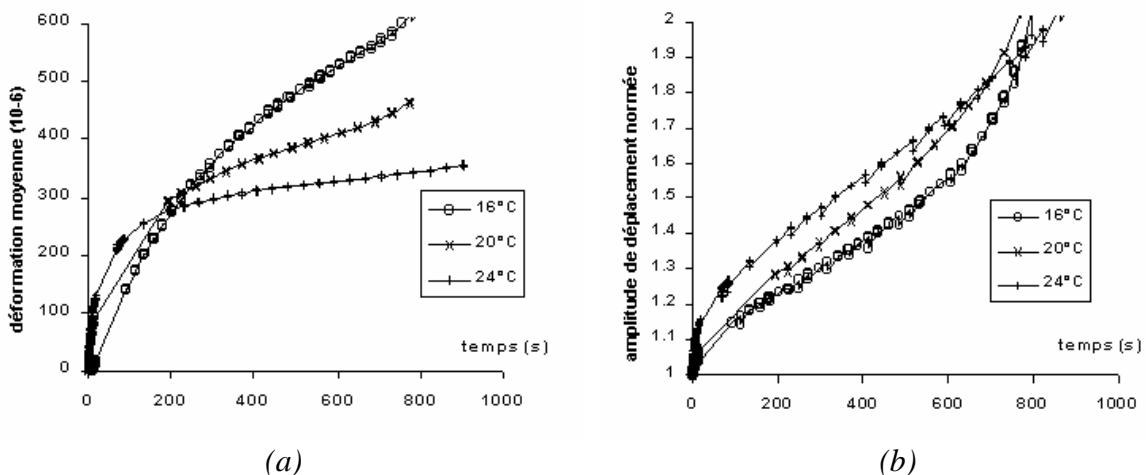 déformation moyenne (10-6)
600
500
400
300
200
100
0
0 200 400 600 800 1000
temps (s)
16°C
20°C
24°C
(a)
amplitude de déplacement normée
2
1.9
1.8
1.7
1.6
1.5
1.4
1.3
1.2
1.1
1
0 200 400 600 800 1000
temps (s)
16°C
20°C
24°C
(b)